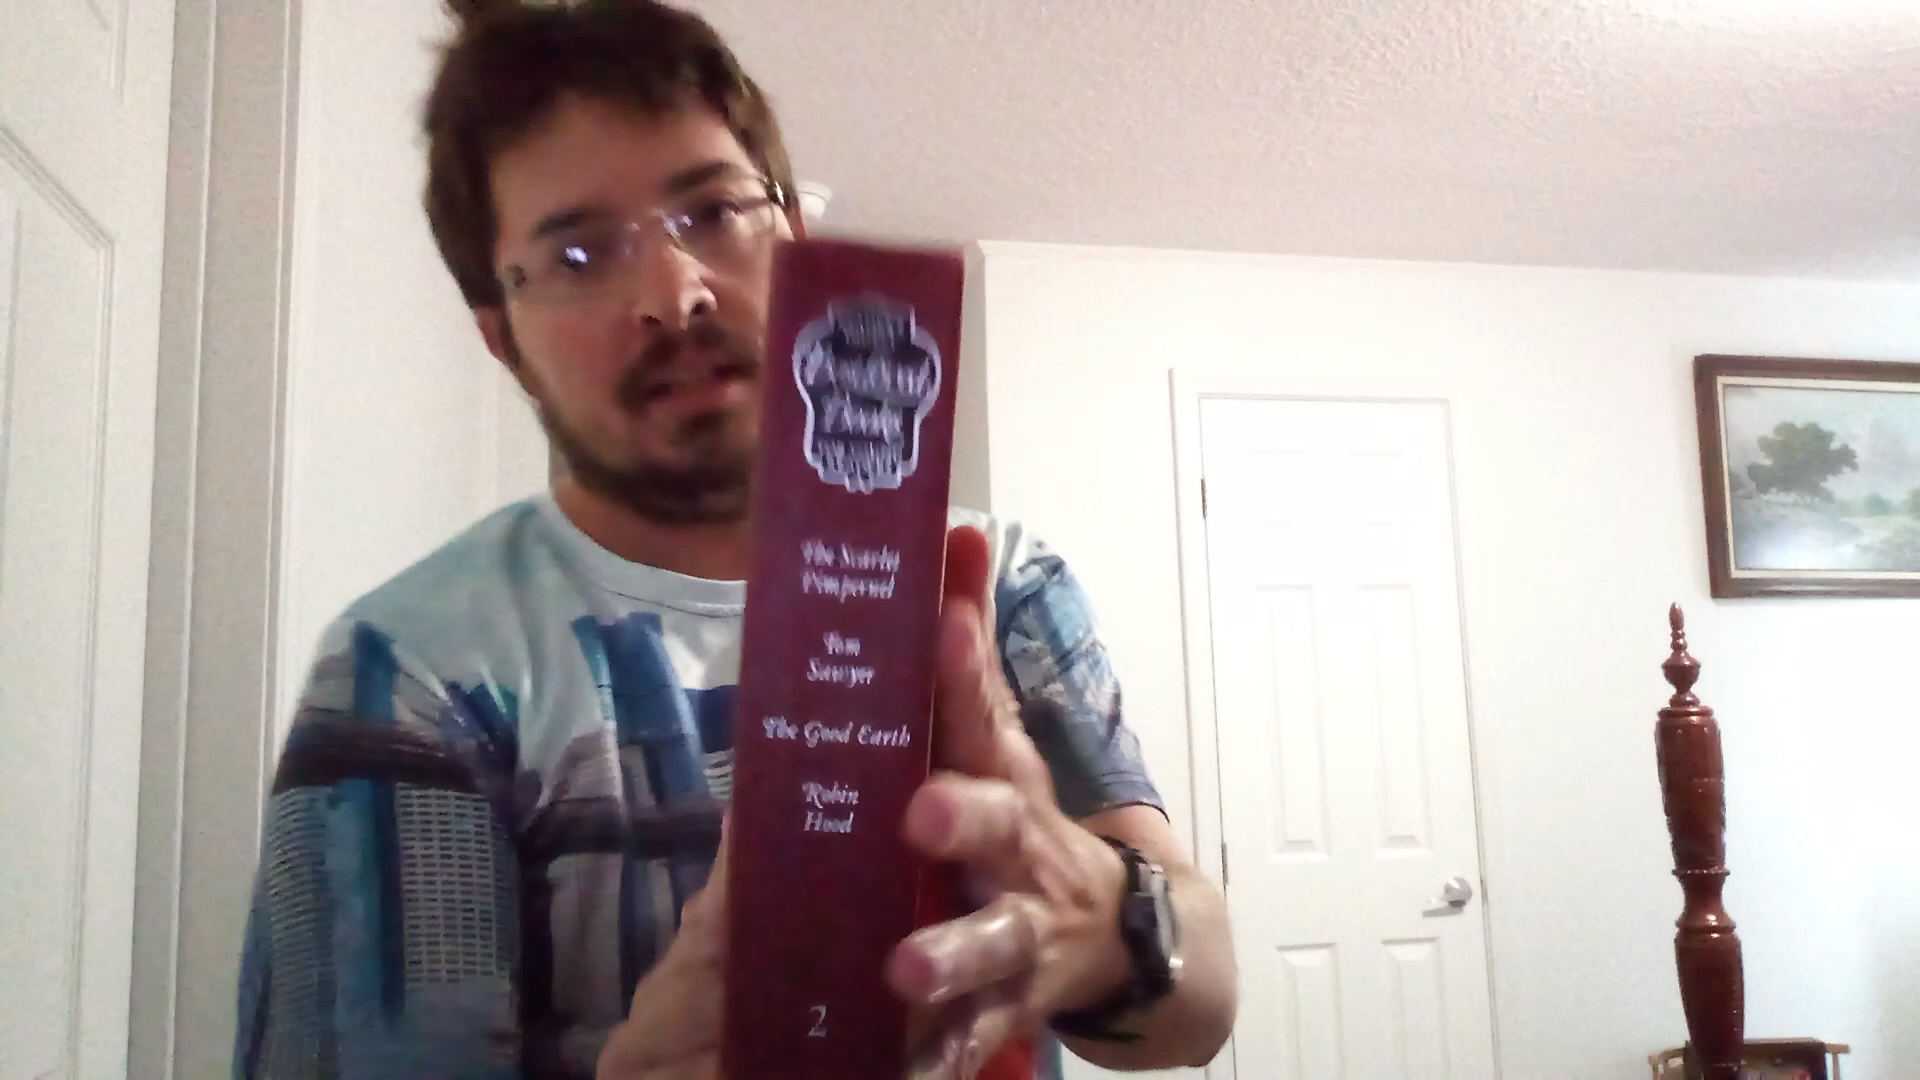 The Scarlet
Pimpernel
Tom
Sawyer
The Good Earth
Robin
Hood
2